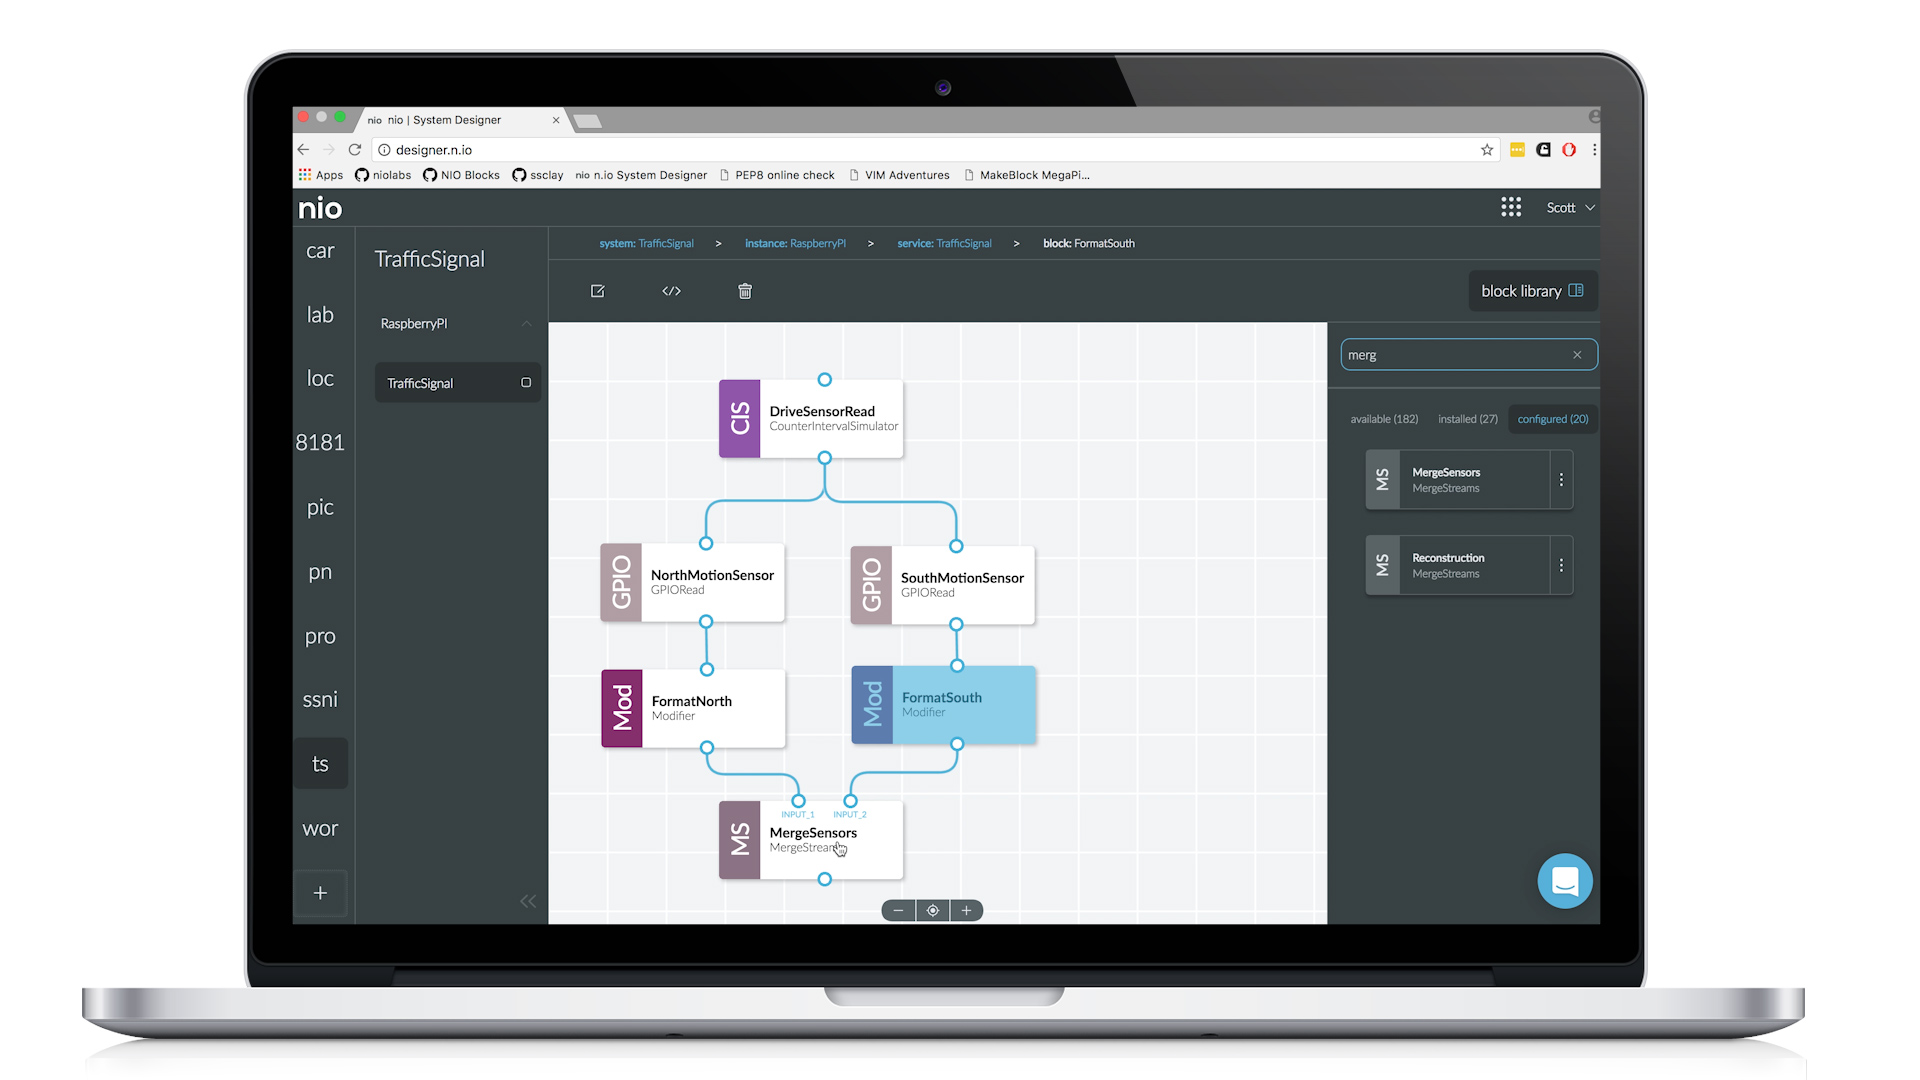 nio nio | System Designer
designer.n.io
Apps niolabs NIO Blocks ssclay nio n.io System Designer PEP8 online check VIM Adventures MakeBlock MegaPi...
nio
Scott
car
lab
loc
8181
pic
pn
pro
ssni
ts
wor
+
TrafficSignal
RaspberryPI
TrafficSignal
system: TrafficSignal > instance: RaspberryPI > service: TrafficSignal > block: FormatSouth
</>
block library
CIS
DriveSensorRead
CounterIntervalSimulator
GPIO
NorthMotionSensor
GPIORead
GPIO
SouthMotionSensor
GPIORead
Mod
FormatNorth
Modifier
Mod
FormatSouth
Modifier
INPUT_1 INPUT_2
MS
MergeSensors
merg
available (182) installed (27) configured (20)
MS
MergeSensors
MergeStreams
MS
Reconstruction
MergeStreams